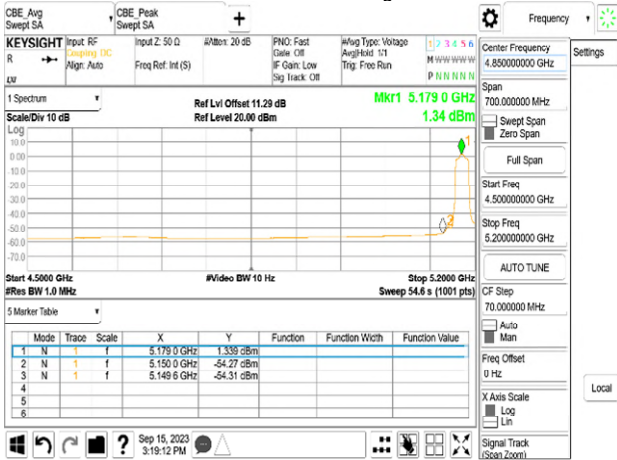 CBE_Avg
Swept SA
CBE_Peak
Swept SA
+
Frequency
KEYSIGHT
R
Input: RF
Coupling: DC
Align: Auto
Input Z: 50 Ω
Freq Ref: Int (S)
#Atten: 20 dB
PNO: Fast
Gate: Off
IF Gain: Low
Sig Track: Off
#Avg Type: Voltage
Avg|Hold: 1/1
Trig: Free Run
1 2 3 4 5 6
M W W W W W
P N N N N N
1 Spectrum
Scale/Div 10 dB
Ref Lvl Offset 11.29 dB
Ref Level 20.00 dBm
Mkr1 5.179 0 GHz
1.34 dBm
Log
10.0
0.00
-10.0
-20.0
-30.0
-40.0
-50.0
-60.0
-70.0
1
2
Start 4.5000 GHz
#Res BW 1.0 MHz
#Video BW 10 Hz
Stop 5.2000 GHz
Sweep 54.6 s (1001 pts)
5 Marker Table
Mode Trace Scale X Y Function Function Width Function Value
1 N 1 f 5.179 0 GHz 1.339 dBm
2 N 1 f 5.150 0 GHz -54.27 dBm
3 N 1 f 5.149 6 GHz -54.31 dBm
4
5
6
?
Sep 15, 2023
3:19:12 PM
Center Frequency
4.850000000 GHz
Span
700.000000 MHz
Swept Span
Zero Span
Full Span
Start Freq
4.500000000 GHz
Stop Freq
5.200000000 GHz
AUTO TUNE
CF Step
70.000000 MHz
Auto
Man
Freq Offset
0 Hz
X Axis Scale
Log
Lin
Signal Track
(Span Zoom)
Settings
Local